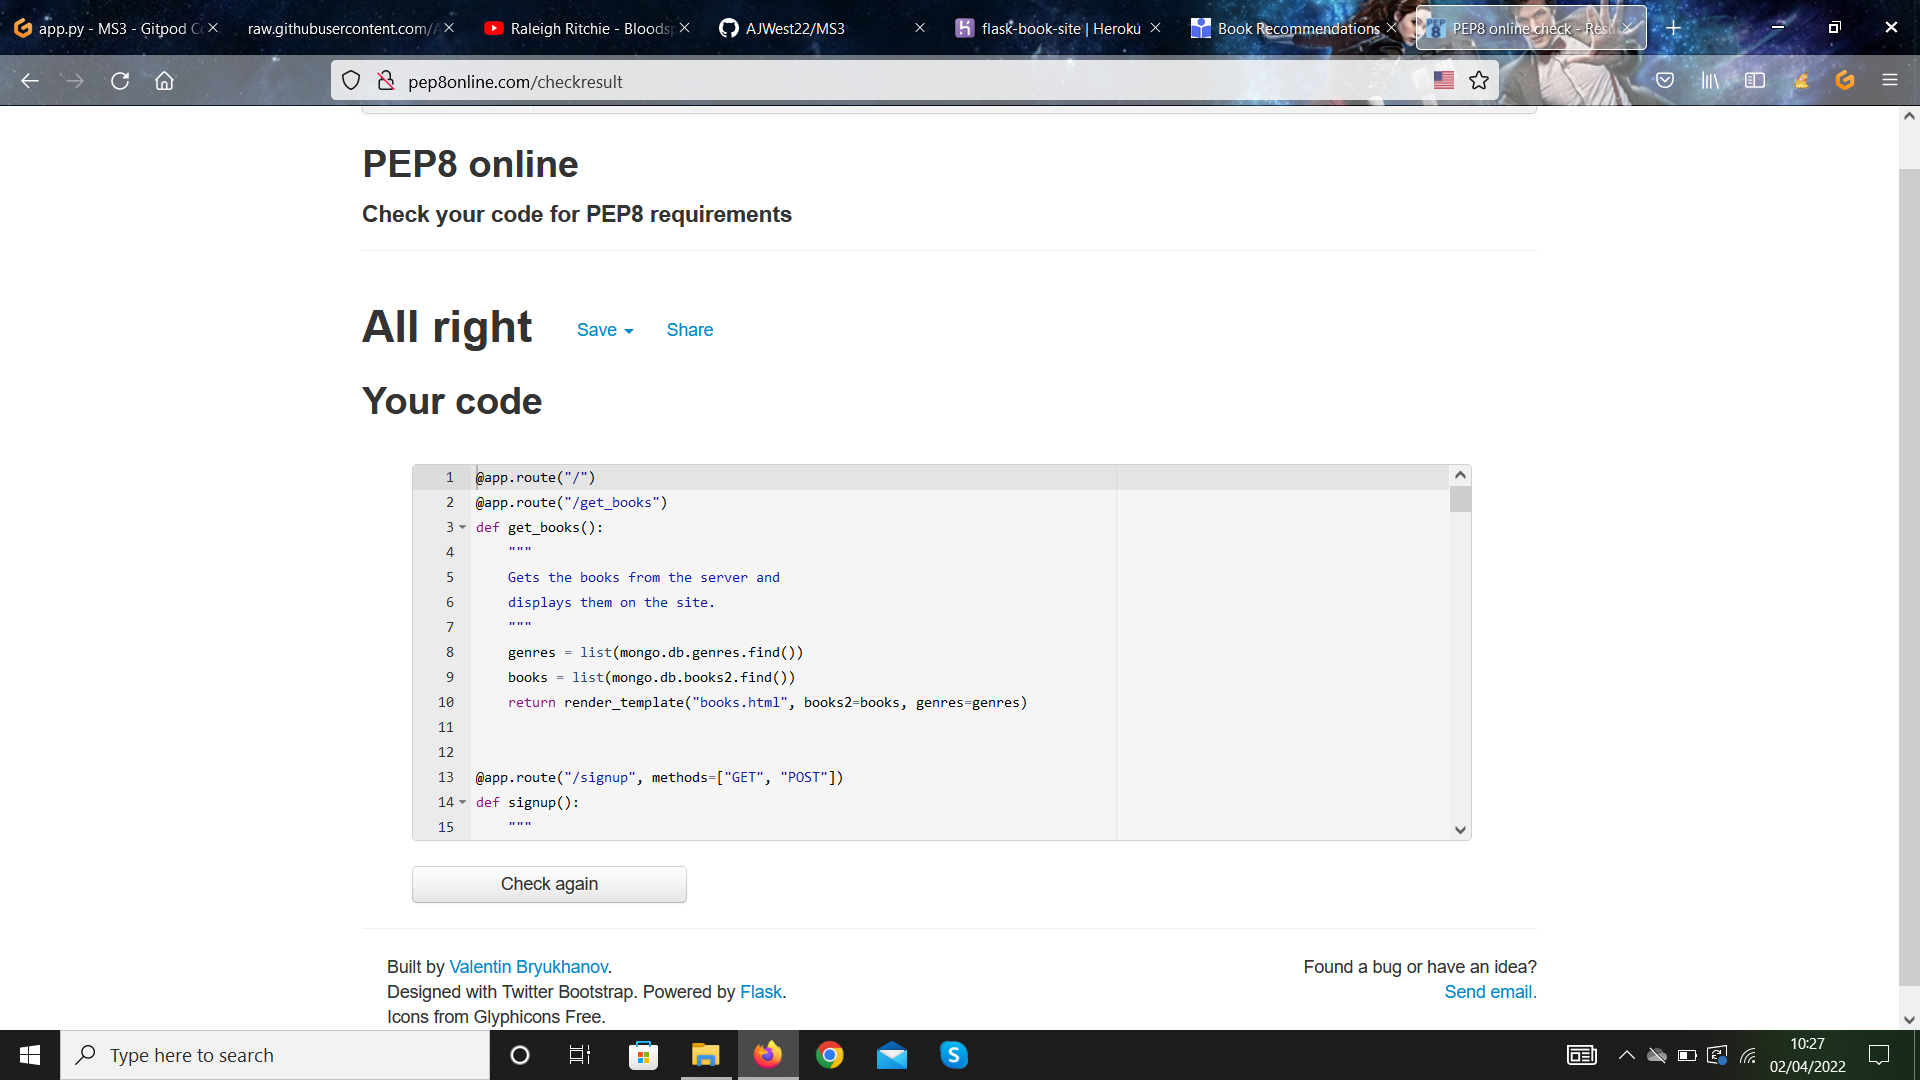 app.py - MS3 - Gitpod Co
raw.githubusercontent.com/A
Raleigh Ritchie - Bloodsp
AJWest22/MS3
flask-book-site | Heroku
Book Recommendations
PEP8 online check - Resu
pep8online.com/checkresult
PEP8 online
Check your code for PEP8 requirements
All right
Save
Share
Your code
1 @app.route("/")
2 @app.route("/get_books")
3 def get_books():
4 """
5 Gets the books from the server and
6 displays them on the site.
7 """
8 genres = list(mongo.db.genres.find())
9 books = list(mongo.db.books2.find())
10 return render_template("books.html", books2=books, genres=genres)
11
12
13 @app.route("/signup", methods=["GET", "POST"])
14 def signup():
15 """
Check again
Built by Valentin Bryukhanov.
Designed with Twitter Bootstrap. Powered by Flask.
Icons from Glyphicons Free.
Found a bug or have an idea?
Send email.
Type here to search
10:27
02/04/2022